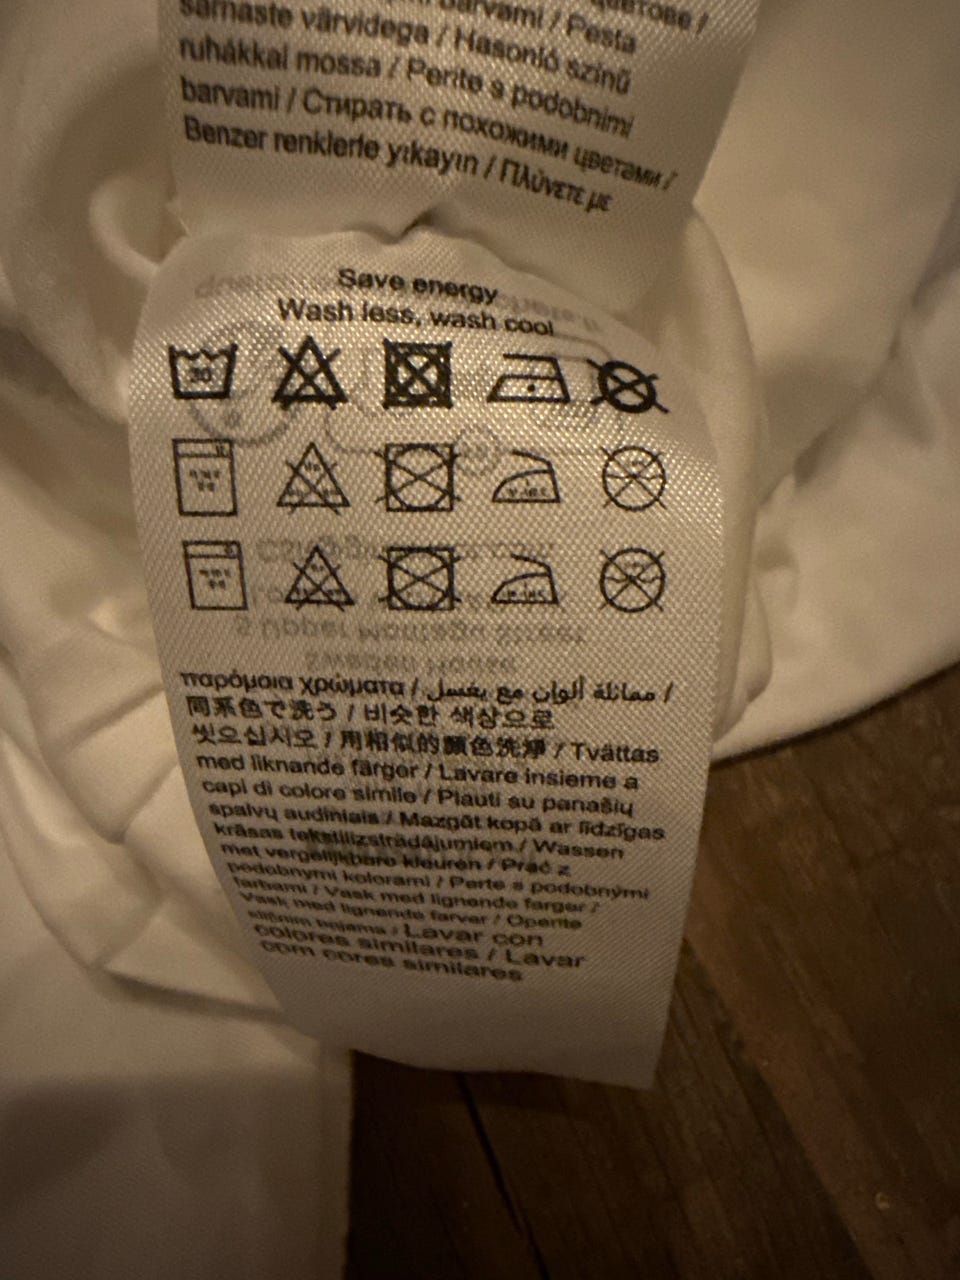 barvami / Pesta
sarnaste värvidega / Hasonló színű
ruhákkal mossa / Perite s podobnimi
barvami / Стирать с похожими цветами /
Benzer renklerle yıkayın / Πλύνετε με
Save energy
Wash less, wash cool
30
παρόμοια χρώματα / مماثلة ألوان مع يغسل /
同系色で洗う / 비슷한 색상으로
씻으십시오 / 用相似的顏色洗淨 / Tvättas
med liknande färger / Lavare insieme a
capi di colore simile / Plauti su panašių
spalvų audiniais / Mazgāt kopā ar līdzīgas
krāsas tekstilizstrādājumiem / Wassen
met vergelijkbare kleuren / Prać z
podobnymi kolorami / Perte s podobnými
farbami / Vask med lignende farger /
Vask med lignende farver / Operite
sličnim bojama / Lavar con
colores similares / Lavar
com cores similares